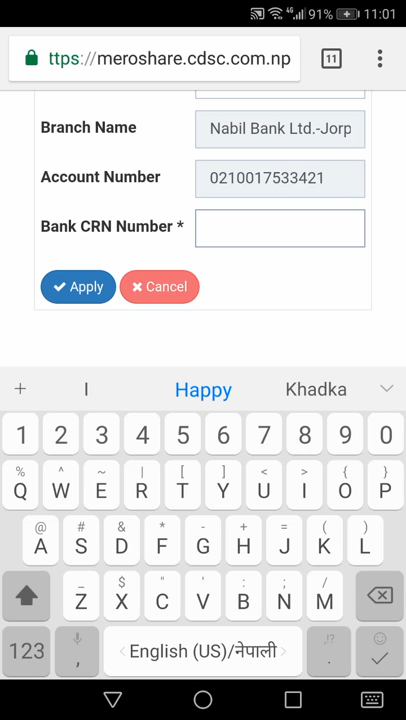 4G 91% 11:01
ttps://meroshare.cdsc.com.np 11
Branch Name Nabil Bank Ltd.-Jorp
Account Number 0210017533421
Bank CRN Number *
Apply Cancel
+ I Happy Khadka
1 2 3 4 5 6 7 8 9 0
% ^ ~ | [ ] < > { }
Q W E R T Y U I O P
@ # & * - + = ( )
A S D F G H J K L
_ $ " ' : ; /
Z X C V B N M
123 , English (US)/नेपाली ,!? .